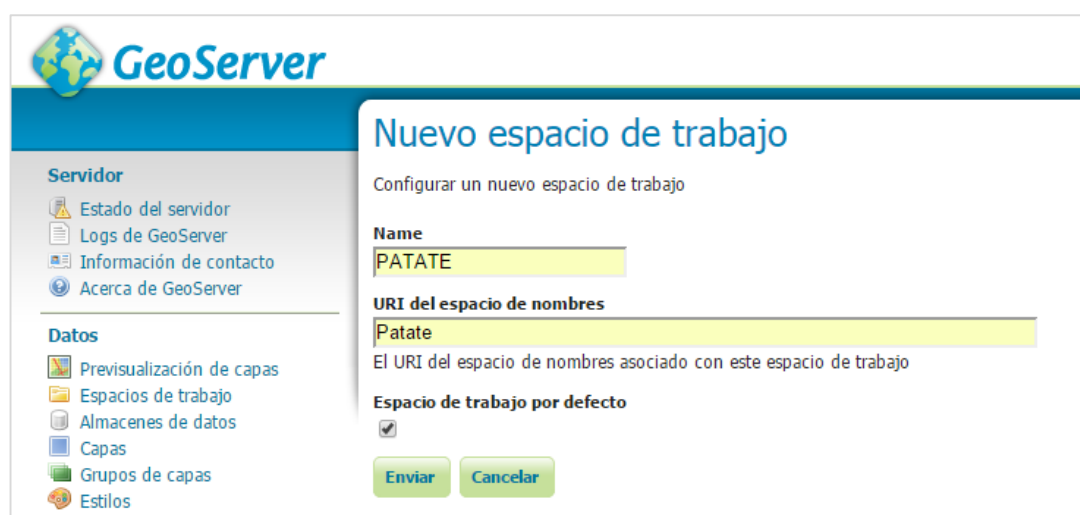 GeoServer
Servidor
Estado del servidor
Logs de GeoServer
Información de contacto
Acerca de GeoServer
Datos
Previsualización de capas
Espacios de trabajo
Almacenes de datos
Capas
Grupos de capas
Estilos
Nuevo espacio de trabajo
Configurar un nuevo espacio de trabajo
Name
PATATE
URI del espacio de nombres
Patate
El URI del espacio de nombres asociado con este espacio de trabajo
Espacio de trabajo por defecto
Enviar Cancelar